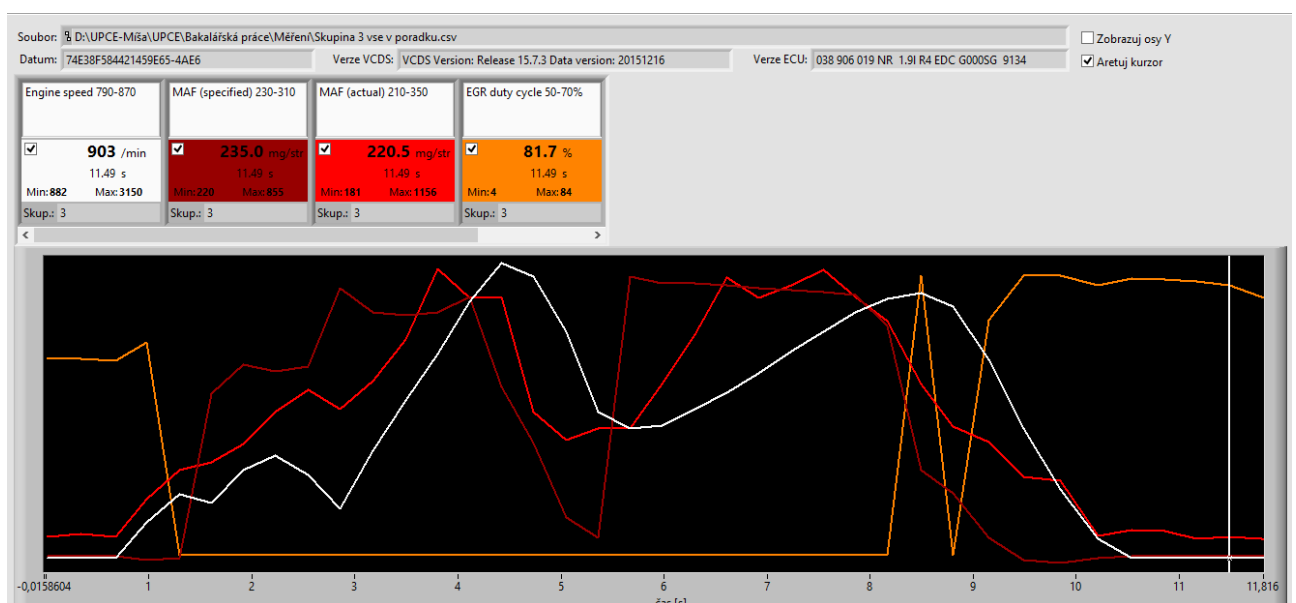 Soubor: D:\UPCE-Míša\UPCE\Bakalářská práce\Měření\Skupina 3 vse v poradku.csv
Zobrazuj osy Y
Datum: 74E38F584421459E65-4AE6 Verze VCDS: VCDS Version: Release 15.7.3 Data version: 20151216 Verze ECU: 038 906 019 NR 1.9l R4 EDC G000SG 9134
Aretuj kurzor
Engine speed 790-870 MAF (specified) 230-310 MAF (actual) 210-350 EGR duty cycle 50-70%
903 /min 235.0 mg/str 220.5 mg/str 81.7 %
11.49 s 11.49 s 11.49 s 11.49 s
Min:882 Max:3150 Min:220 Max:855 Min:181 Max:1156 Min:4 Max:84
Skup.: 3 Skup.: 3 Skup.: 3 Skup.: 3
-0,0158604 1 2 3 4 5 6 7 8 9 10 11 11,816
čas [s]